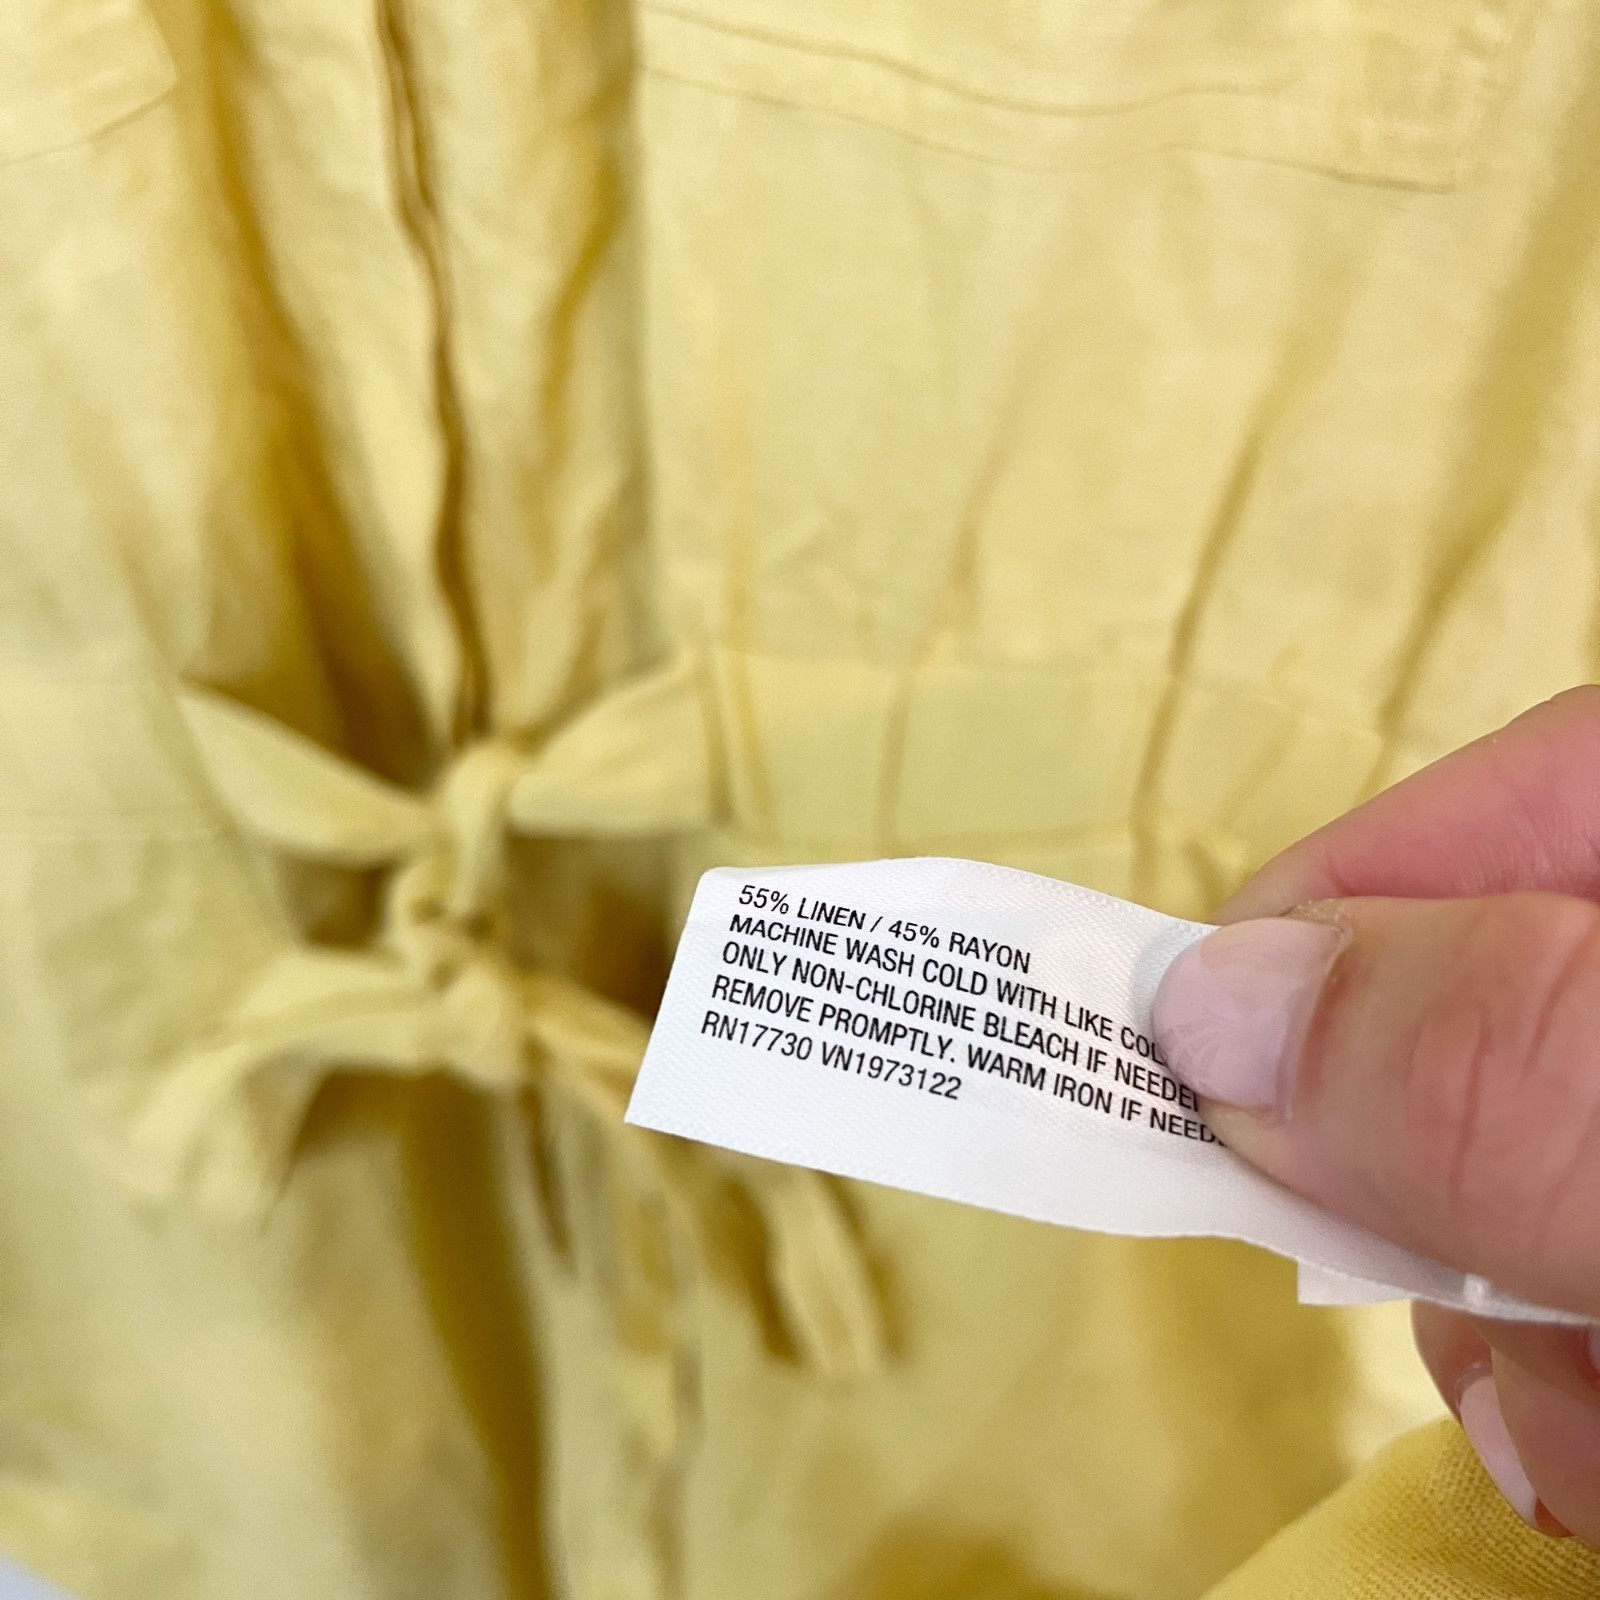 55% LINEN / 45% RAYON
MACHINE WASH COLD WITH LIKE
ONLY NON-CHLORINE BLEACH IF
REMOVE PROMPTLY. WARM IRON IF
RN17730 VN1973122